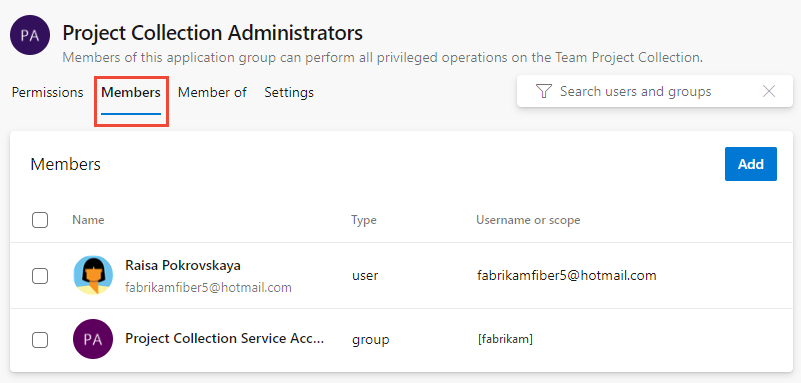 PA
Project Collection Administrators
Members of this application group can perform all privileged operations on the Team Project Collection.
Permissions Members Member of Settings Search users and groups
Members Add
Name Type Username or scope
Raisa Pokrovskaya
fabrikamfiber5@hotmail.com user fabrikamfiber5@hotmail.com
PA Project Collection Service Acc... group [fabrikam]